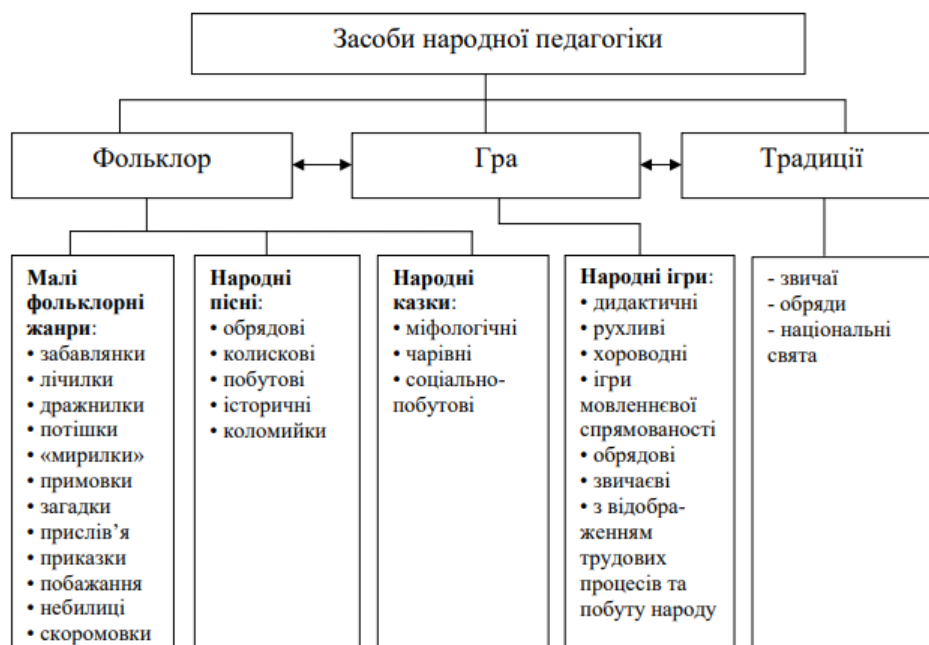 Засоби народної педагогіки
Фольклор
Гра
Традиції
Малі
фольклорні
жанри:
• забавлянки
• лічилки
• дражнилки
• потішки
• «мирилки»
• примовки
• загадки
• прислів’я
• приказки
• побажання
• небилиці
• скоромовки
Народні
пісні:
• обрядові
• колискові
• побутові
• історичні
• коломийки
Народні
казки:
• міфологічні
• чарівні
• соціально-
побутові
Народні ігри:
• дидактичні
• рухливі
• хороводні
• ігри
мовленнєвої
спрямованості
• обрядові
• звичаєві
• з відобра-
женням
трудових
процесів та
побуту народу
- звичаї
- обряди
- національні
свята